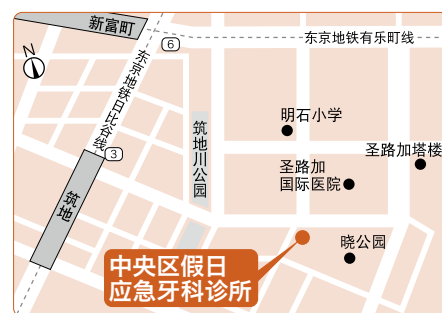 新富町
6
东京地铁有乐町线
N
东京地铁日比谷线
明石小学
筑地川公园
3
圣路加塔楼
圣路加
国际医院
筑地
晓公园
中央区假日
应急牙科诊所